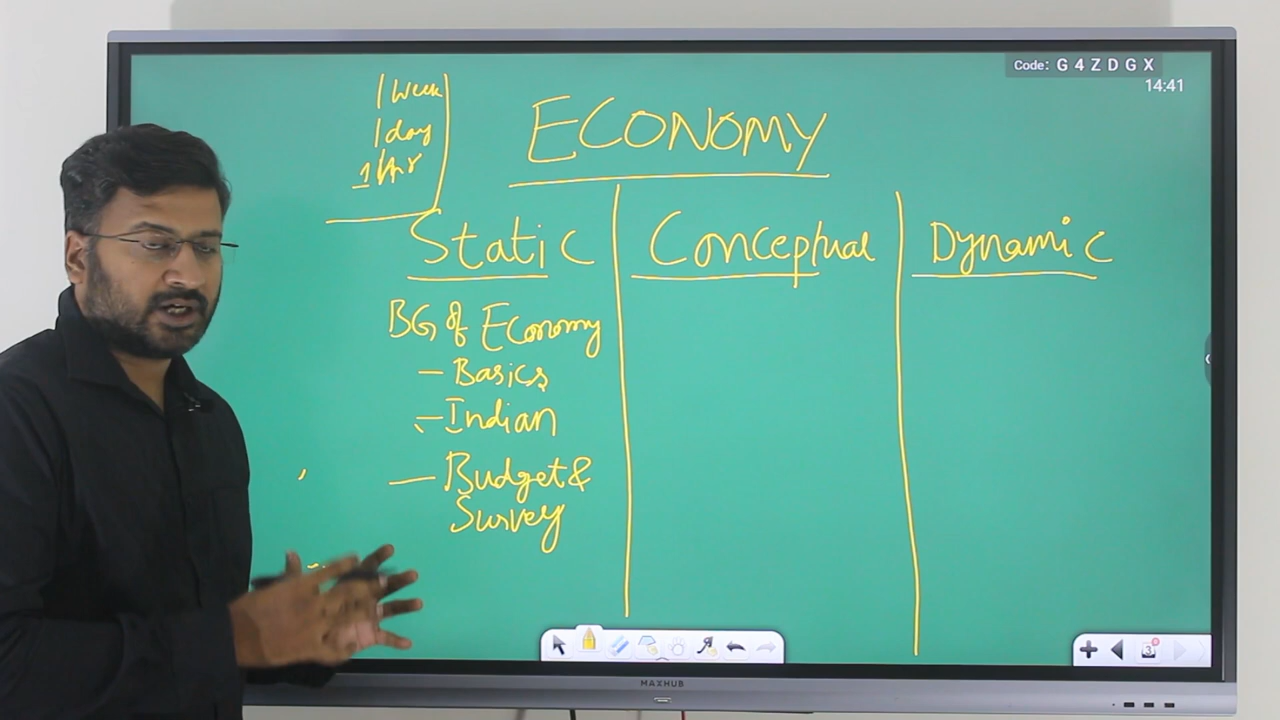 Code: G 4 Z D G X
14:41
1 Week
1 day
1 Hr
ECONOMY
Static
Conceptual
Dynamic
BG of Economy
- Basics
- Indian
- Budget &
Survey
3
MAXHUB